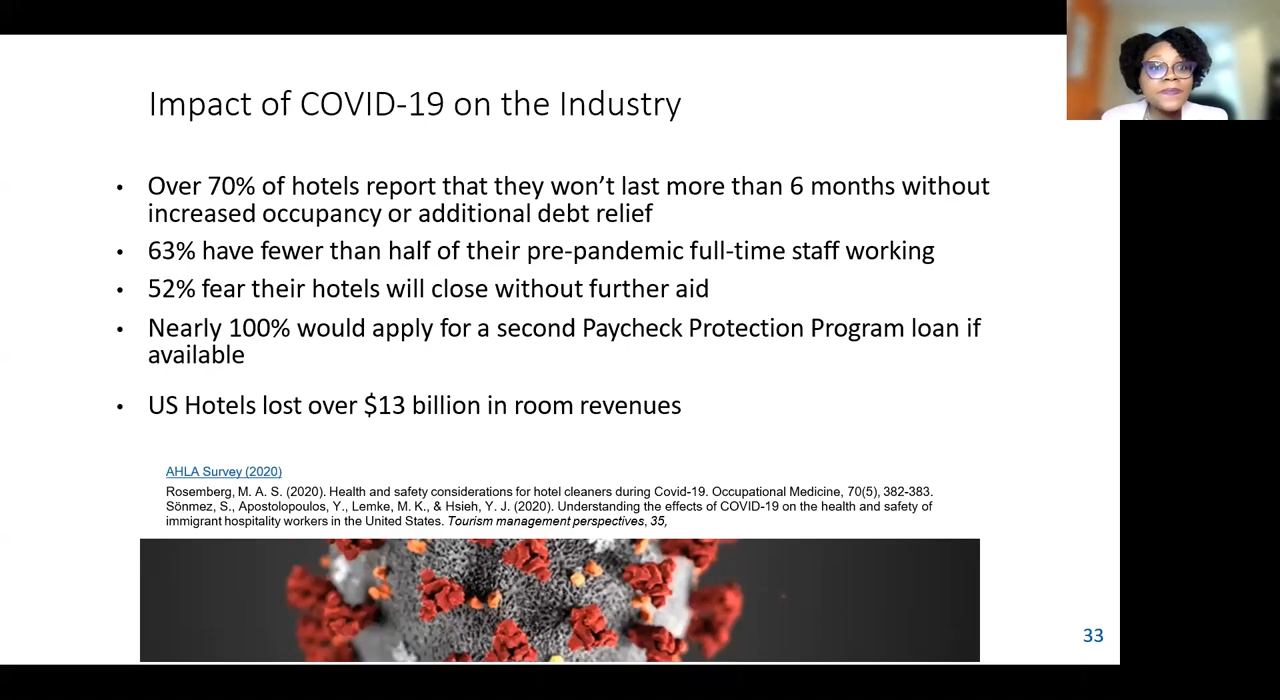 Impact of COVID-19 on the Industry
• Over 70% of hotels report that they won’t last more than 6 months without
increased occupancy or additional debt relief
• 63% have fewer than half of their pre-pandemic full-time staff working
• 52% fear their hotels will close without further aid
• Nearly 100% would apply for a second Paycheck Protection Program loan if
available
• US Hotels lost over $13 billion in room revenues
AHLA Survey (2020)
Rosemberg, M. A. S. (2020). Health and safety considerations for hotel cleaners during Covid-19. Occupational Medicine, 70(5), 382-383.
Sönmez, S., Apostolopoulos, Y., Lemke, M. K., & Hsieh, Y. J. (2020). Understanding the effects of COVID-19 on the health and safety of
immigrant hospitality workers in the United States. Tourism management perspectives, 35,
33